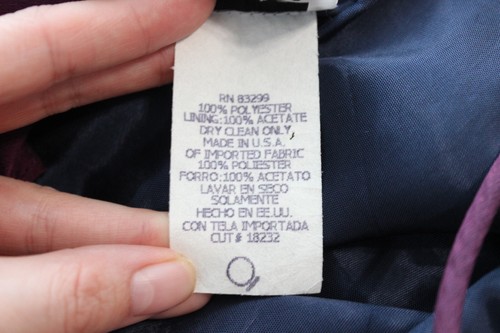 RN 83299
100% POLYESTER
LINING:100% ACETATE
DRY CLEAN ONLY,
MADE IN U.S.A.
OF IMPORTED FABRIC
100% POLIESTER
FORRO:100% ACETATO
LAVAR EN SECO
SOLAMENTE
HECHO EN EE.UU.
CON TELA IMPORTADA
CUT# 18232